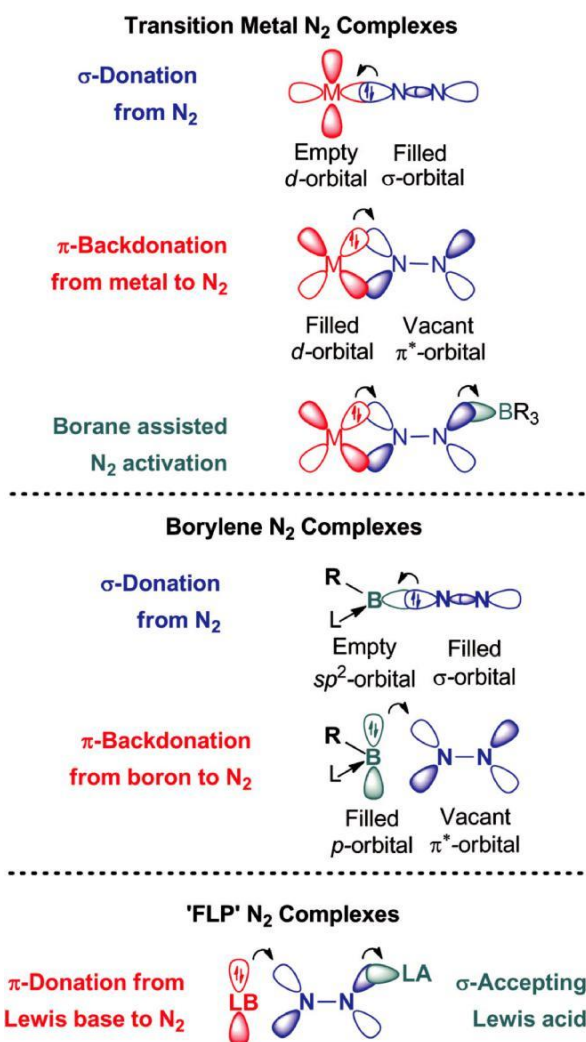 Transition Metal N₂ Complexes
σ-Donation
from N₂
M N N
Empty Filled
d-orbital σ-orbital
π-Backdonation
from metal to N₂
M N N
Filled Vacant
d-orbital π*-orbital
Borane assisted
N₂ activation
M N N BR₃
Borylene N₂ Complexes
σ-Donation
from N₂
R
B N N
L
Empty Filled
sp²-orbital σ-orbital
π-Backdonation
from boron to N₂
R
B N N
L
Filled Vacant
p-orbital π*-orbital
'FLP' N₂ Complexes
π-Donation from
Lewis base to N₂
LB N N LA
σ-Accepting
Lewis acid